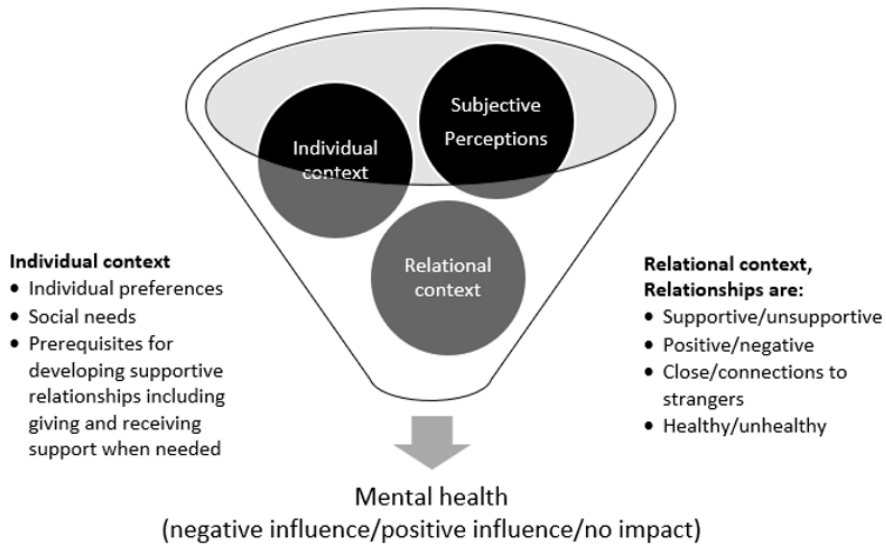 Subjective
Perceptions
Individual
context
Relational
context
Individual context
• Individual preferences
• Social needs
• Prerequisites for
developing supportive
relationships including
giving and receiving
support when needed
Relational context,
Relationships are:
• Supportive/unsupportive
• Positive/negative
• Close/connections to
strangers
• Healthy/unhealthy
Mental health
(negative influence/positive influence/no impact)